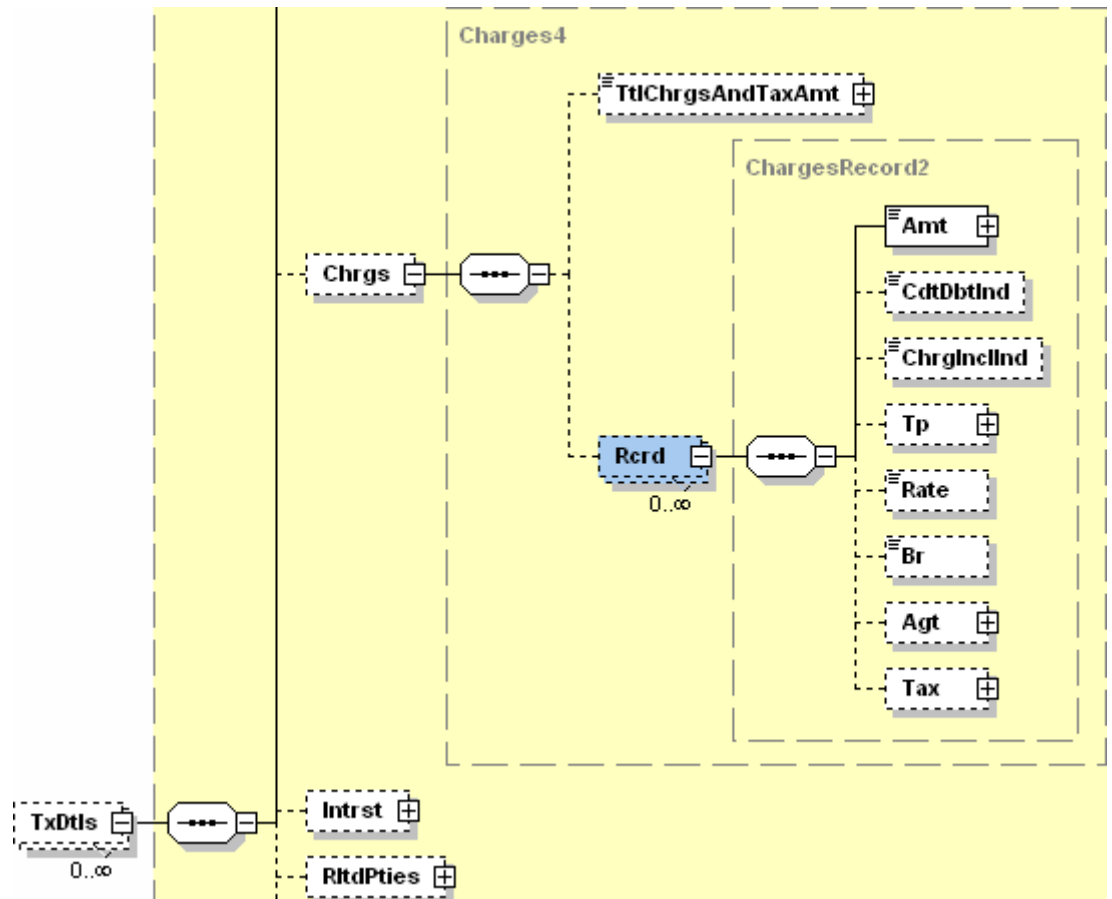 Charges4
TtlChrgsAndTaxAmt
ChargesRecord2
Amt
Chrgs
CdtDbtInd
ChrgInclInd
Tp
Rcrd
Rate
0..∞
Br
Agt
Tax
Intrst
TxDtls
0..∞
RltdPties